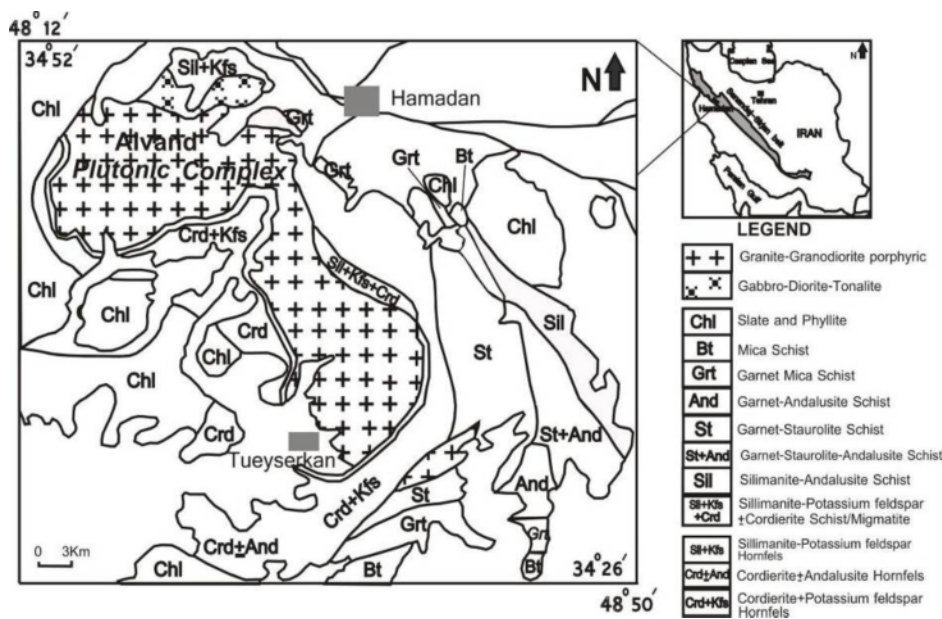 48° 12'
34° 52'
Sil+Kfs
N
Hamadan
Chl
Grt
Alvand
Plutonic Complex
Grt
Grt
Bt
Chl
Chl
Crd+Kfs
Sil+Kfs+Crd
Chl
Chl
Crd
Sil
Chl
St
Chl
Crd
St+And
Tueyserkan
And
Crd+Kfs
St
Grt
Grt
0 3Km
Crd±And
Chl
Bt
Bt
34° 26'
48° 50'
N
Caspian Sea
Tehran
Hamadan
IRAN
Persian Gulf
LEGEND
Granite-Granodiorite porphyric
Gabbro-Diorite-Tonalite
Chl Slate and Phyllite
Bt Mica Schist
Grt Garnet Mica Schist
And Garnet-Andalusite Schist
St Garnet-Staurolite Schist
St+And Garnet-Staurolite-Andalusite Schist
Sil Silimanite-Andalusite Schist
Sil+Kfs Sillimanite-Potassium feldspar
+Crd ±Cordierite Schist/Migmatite
Sil+Kfs Sillimanite-Potassium feldspar
Hornfels
Crd±And Cordierite±Andalusite Hornfels
Crd+Kfs Cordierite+Potassium feldspar
Hornfels